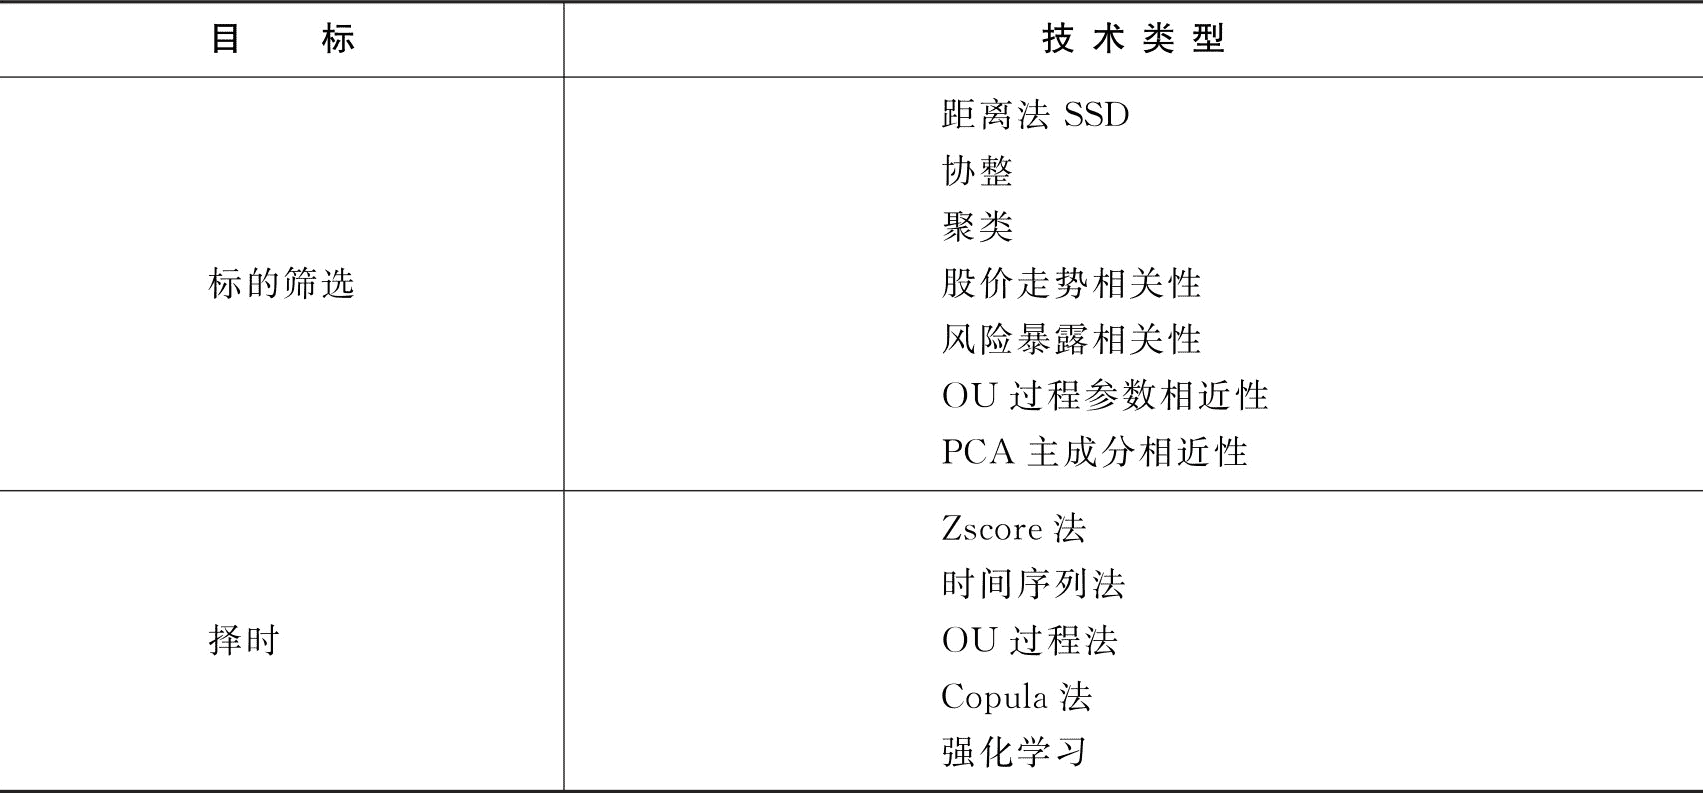 目 标 技术类型
距离法 SSD
协整
聚类
标的筛选 股价走势相关性
风险暴露相关性
OU 过程参数相近性
PCA 主成分相近性
Zscore 法
时间序列法
择时 OU 过程法
Copula 法
强化学习